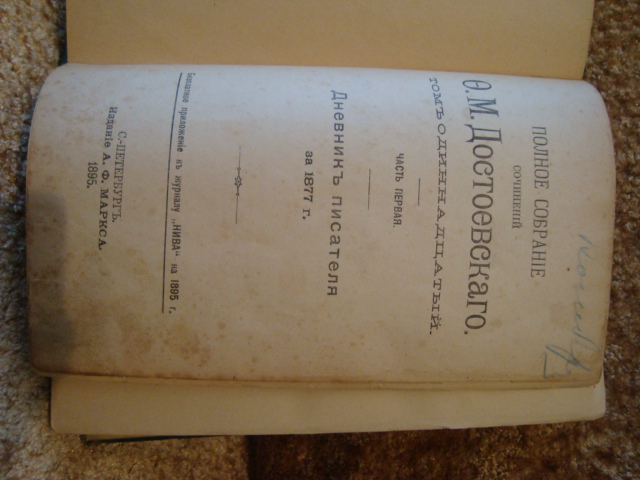 ПОЛНОЕ СОБРАНІЕ
СОЧИНЕНІЙ
Ѳ. М. Достоевскаго.
ТОМЪ ОДИННАДЦАТЫЙ.
ЧАСТЬ ПЕРВАЯ.
Дневникъ писателя
за 1877 г.
Безплатное приложеніе къ журналу „НИВА" на 1895 г.
С.-ПЕТЕРБУРГЪ.
Изданіе А. Ф. МАРКСА.
1895.